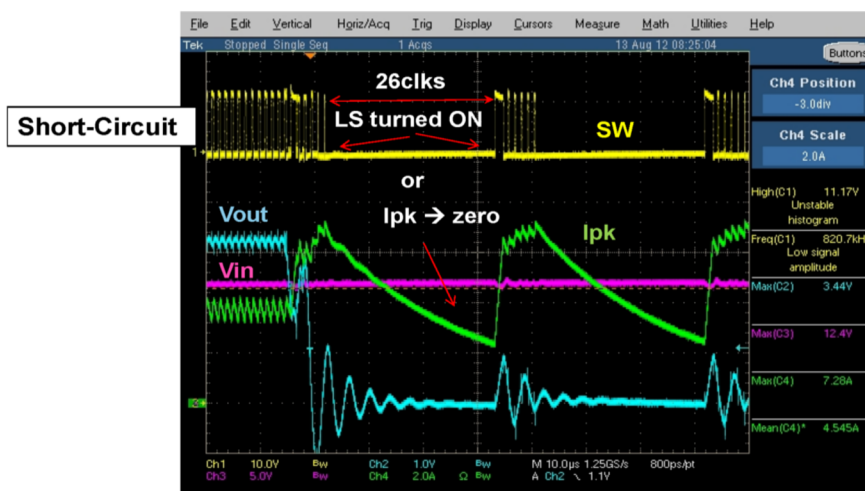 File Edit Vertical Horiz/Acq Trig Display Cursors Measure Math Utilities Help
Tek Stopped Single Seq 1 Acqs 13 Aug 12 08:25:04
Buttons
Ch4 Position
-3.0div
Ch4 Scale
2.0A
26clks
Short-Circuit
LS turned ON
SW
1
or
Ipk → zero
Vout
Ipk
Vin
High(C1) 11.17V
Unstable
histogram
Freq(C1) 820.7kH
Low signal
amplitude
Max(C2) 3.44V
Max(C3) 12.4V
Max(C4) 7.28A
Mean(C4)* 4.545A
Ch1 10.0V Bw Ch2 1.0V Bw M 10.0µs 1.25GS/s 800ps/pt
Ch3 5.0V Bw Ch4 2.0A Ω Bw A Ch2 ∖ 1.1V